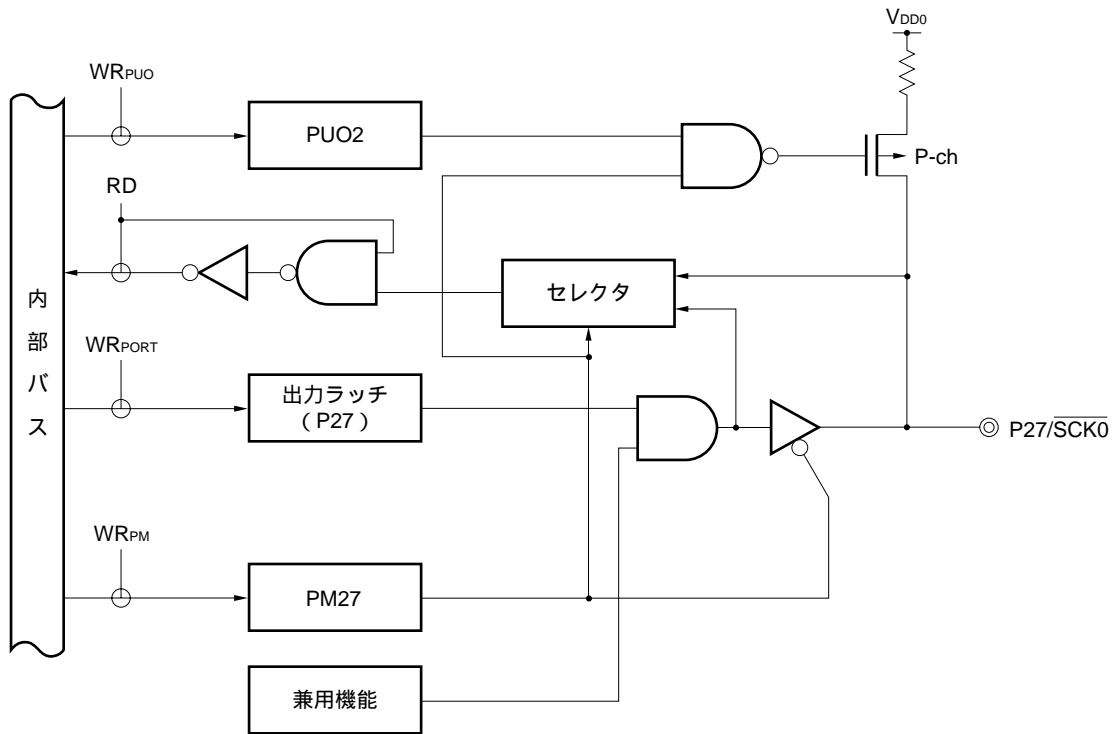 VDD0
WRPUO
PUO2
P-ch
RD
セレクタ
内部バス
WRPORT
出力ラッチ
(P27)
P27/SCK0
WRPM
PM27
兼用機能